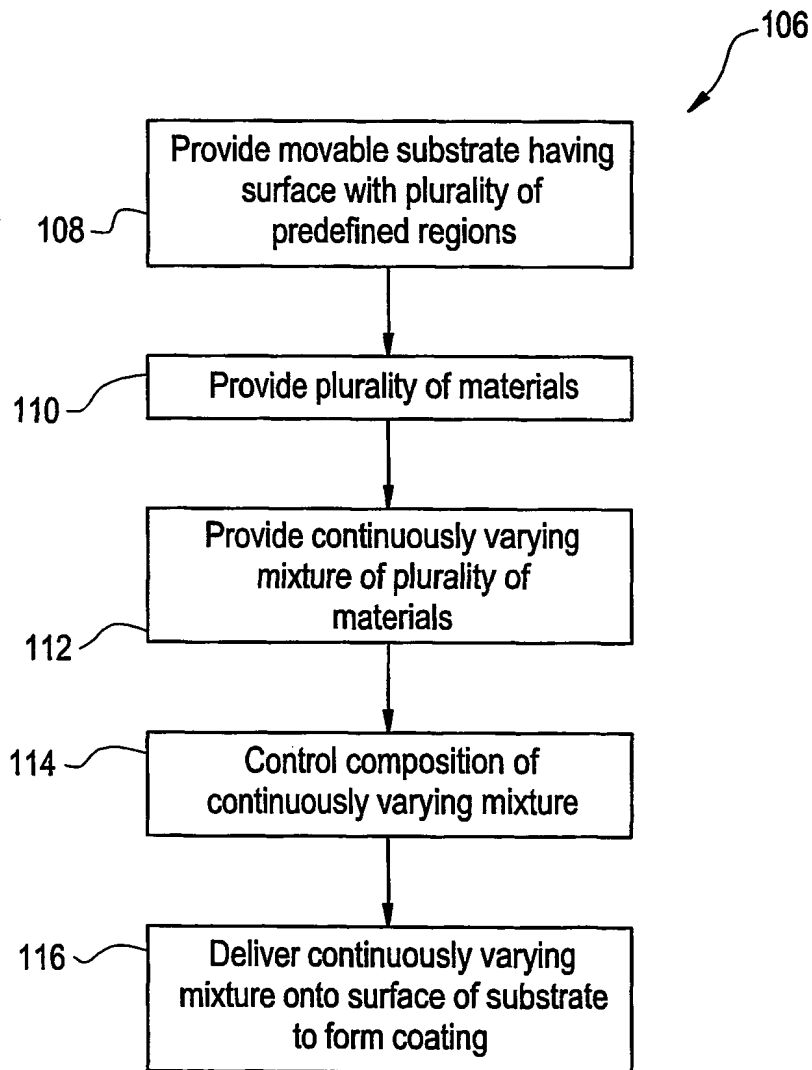 106
Provide movable substrate having
surface with plurality of
predefined regions
108
Provide plurality of materials
110
Provide continuously varying
mixture of plurality of
materials
112
Control composition of
continuously varying mixture
114
Deliver continuously varying
mixture onto surface of substrate
to form coating
116